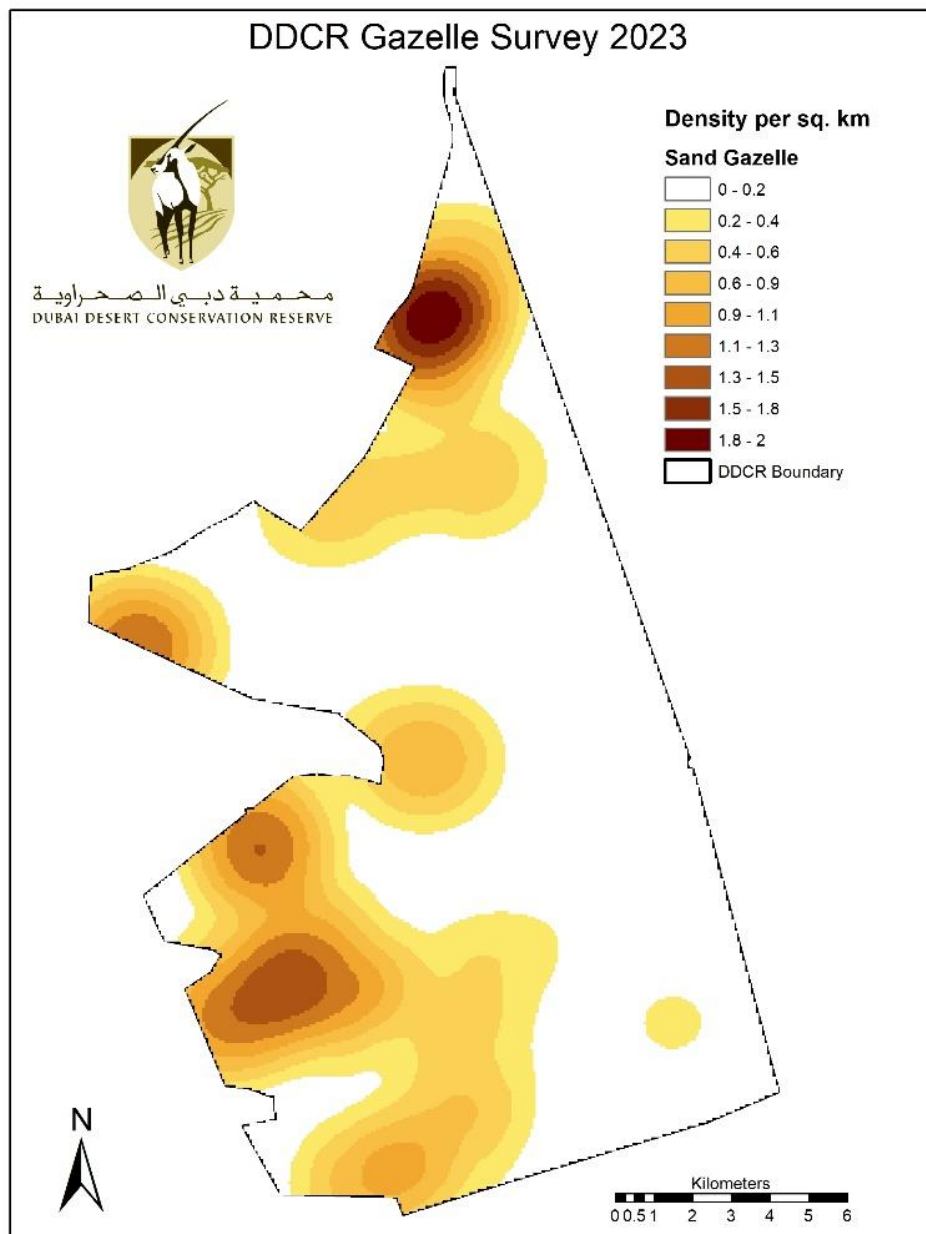 DDCR Gazelle Survey 2023
محمية دبي الصحراوية
DUBAI DESERT CONSERVATION RESERVE
Density per sq. km
Sand Gazelle
0 - 0.2
0.2 - 0.4
0.4 - 0.6
0.6 - 0.9
0.9 - 1.1
1.1 - 1.3
1.3 - 1.5
1.5 - 1.8
1.8 - 2
DDCR Boundary
N
Kilometers
0 0.5 1 2 3 4 5 6